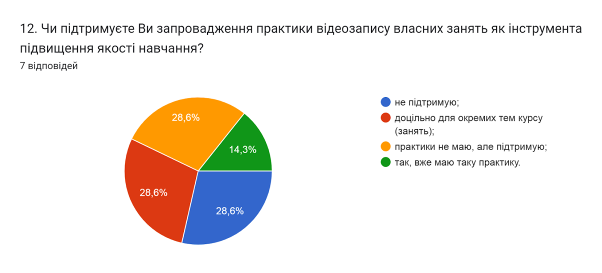 12. Чи підтримуєте Ви запровадження практики відеозапису власних занять як інструмента
підвищення якості навчання?
7 відповідей
28,6%
14,3%
28,6%
28,6%
не підтримую;
доцільно для окремих тем курсу
(занять);
практики не маю, але підтримую;
так, вже маю таку практику.